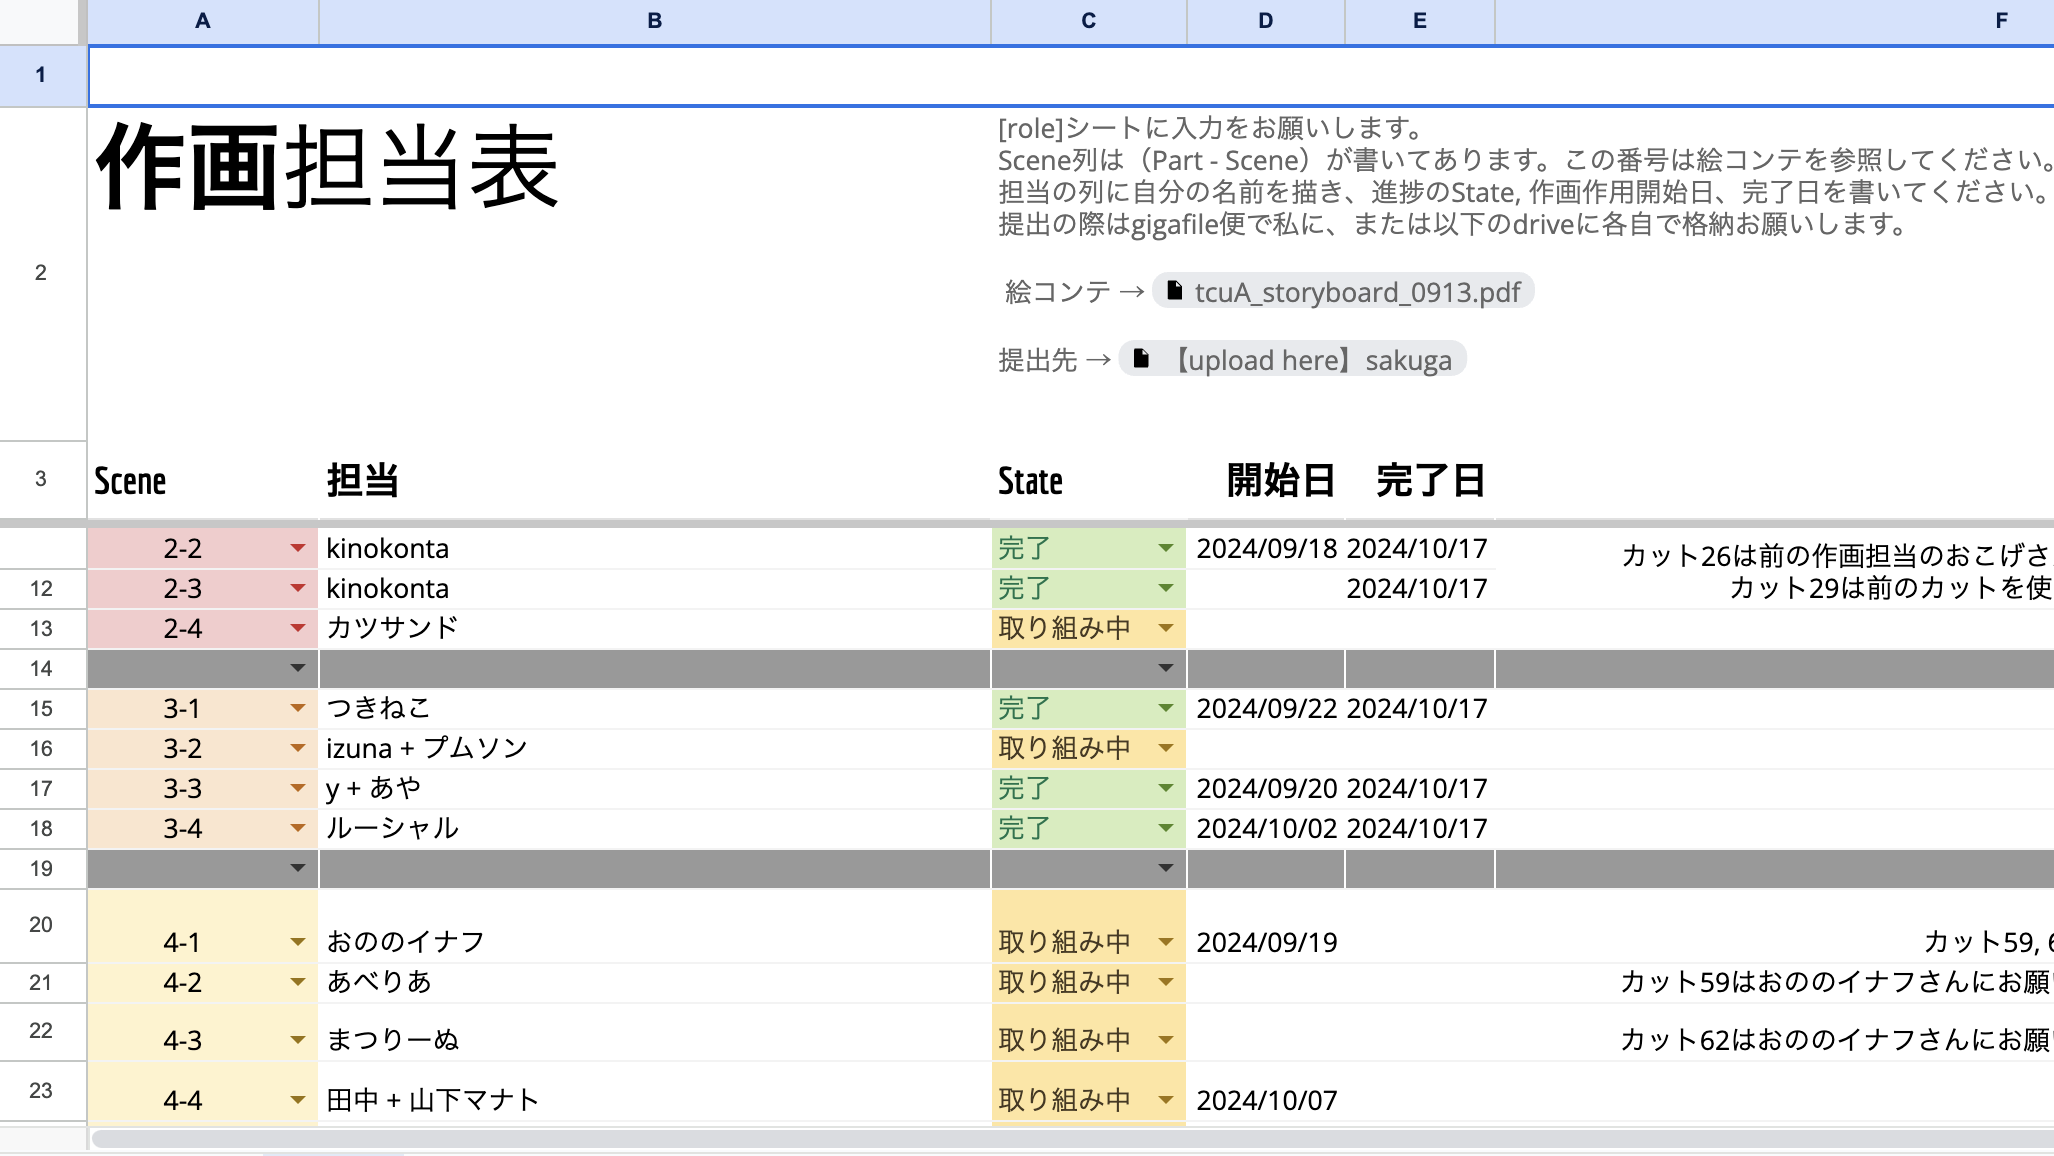 A B C D E F
1
2
作画担当表
[role]シートに入力をお願いします。
Scene列は（Part - Scene）が書いてあります。この番号は絵コンテを参照してください。
担当の列に自分の名前を描き、進捗のState, 作画作用開始日、完了日を書いてください。
提出の際はgigafile便で私に、または以下のdriveに各自で格納お願いします。
絵コンテ → tcuA_storyboard_0913.pdf
提出先 → 【upload here】sakuga
3 Scene 担当 State 開始日 完了日
2-2 kinokonta 完了 2024/09/18 2024/10/17 カット26は前の作画担当のおこげさ
12 2-3 kinokonta 完了 2024/10/17 カット29は前のカットを使
13 2-4 カツサンド 取り組み中
14
15 3-1 つきねこ 完了 2024/09/22 2024/10/17
16 3-2 izuna + プムソン 取り組み中
17 3-3 y + あや 完了 2024/09/20 2024/10/17
18 3-4 ルーシャル 完了 2024/10/02 2024/10/17
19
20 4-1 おののイナフ 取り組み中 2024/09/19 カット59,
21 4-2 あべりあ 取り組み中 カット59はおののイナフさんにお願
22 4-3 まつりーぬ 取り組み中 カット62はおののイナフさんにお願
23 4-4 田中 + 山下マナト 取り組み中 2024/10/07